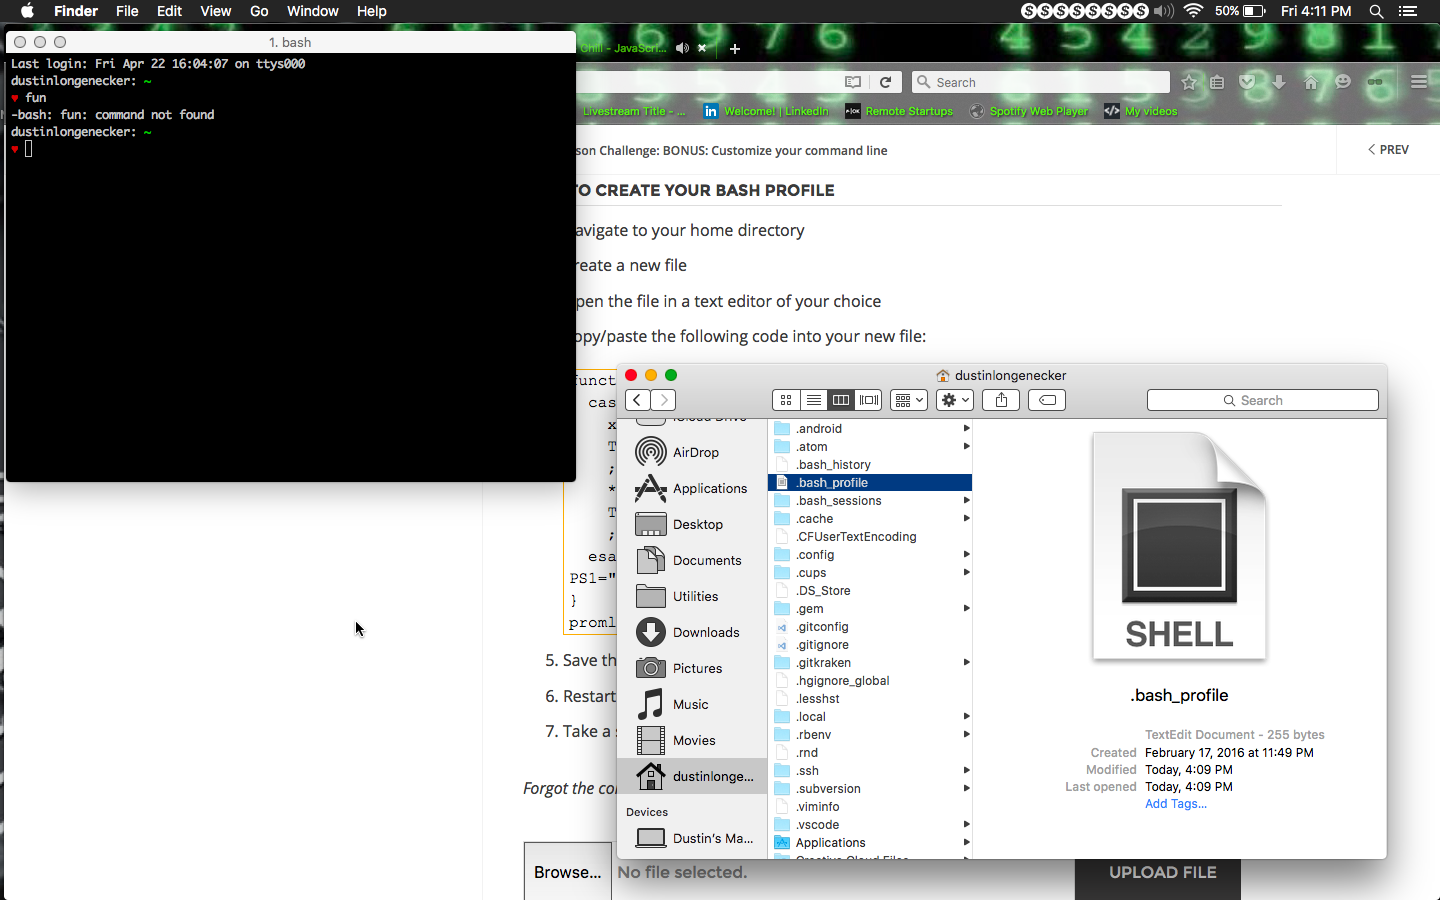 Finder File Edit View Go Window Help
50% Fri 4:11 PM
1. bash
Last login: Fri Apr 22 16:04:07 on ttys000
dustinlongenecker: ~
♥ fun
-bash: fun: command not found
dustinlongenecker: ~
♥
Grill - JavaScri...
Search
Livestream Title - ...
Welcome! | LinkedIn
Remote Startups
Spotify Web Player
My videos
son Challenge: BONUS: Customize your command line
PREV
TO CREATE YOUR BASH PROFILE
avigate to your home directory
reate a new file
pen the file in a text editor of your choice
opy/paste the following code into your new file:
funct
cas
x
T
;
*
T
;
esa
PS1="
}
proml
5. Save th
6. Restart
7. Take a s
Forgot the co
Browse...
No file selected.
UPLOAD FILE
dustinlongenecker
Search
iCloud Drive
AirDrop
Applications
Desktop
Documents
Utilities
Downloads
Pictures
Music
Movies
dustinlonge...
Devices
Dustin's Ma...
.android
.atom
.bash_history
.bash_profile
.bash_sessions
.cache
.CFUserTextEncoding
.config
.cups
.DS_Store
.gem
.gitconfig
.gitignore
.gitkraken
.hgignore_global
.lesshst
.local
.rbenv
.rnd
.ssh
.subversion
.viminfo
.vscode
Applications
Creative Cloud Files
SHELL
.bash_profile
TextEdit Document - 255 bytes
Created February 17, 2016 at 11:49 PM
Modified Today, 4:09 PM
Last opened Today, 4:09 PM
Add Tags...